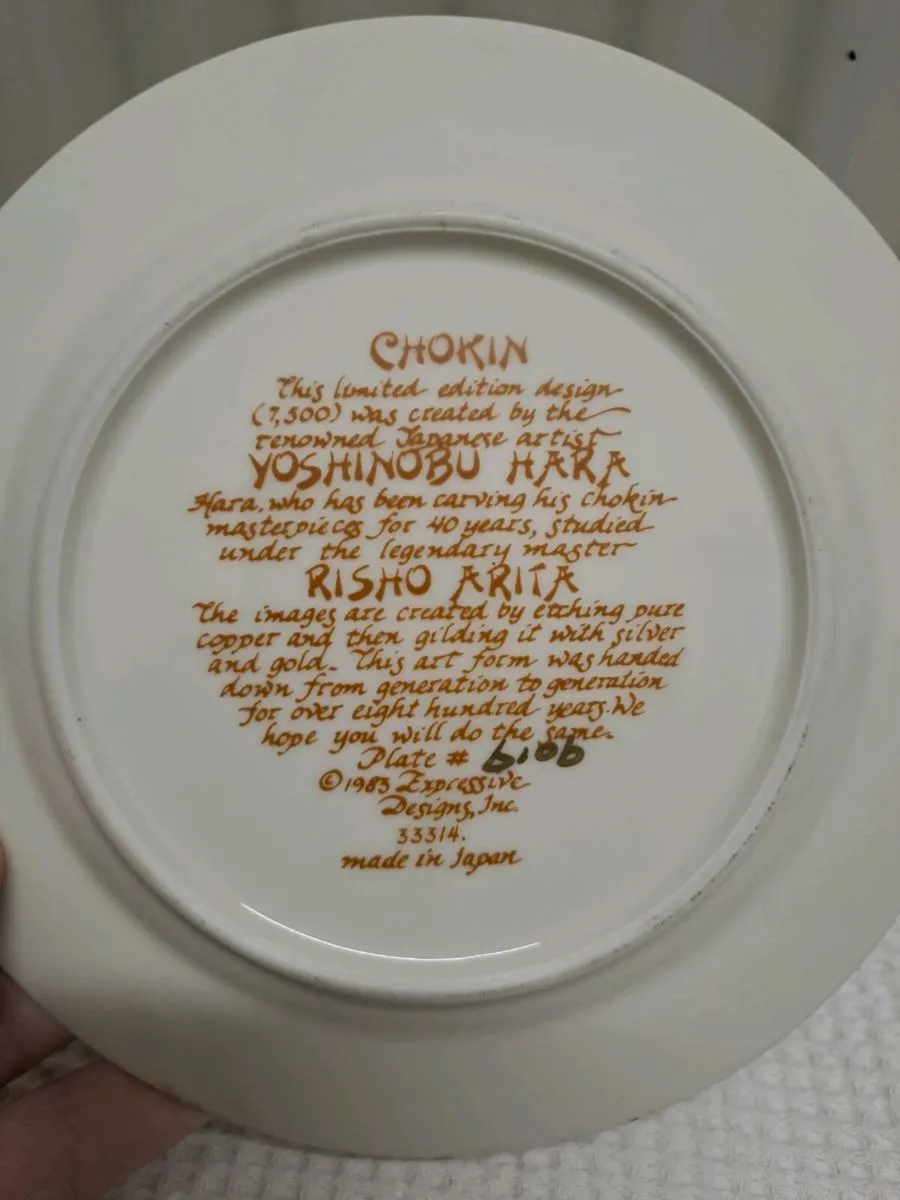 CHOKIN
This limited edition design
(7,500) was created by the
renowned Japanese artist
YOSHINOBU HARA
Hara, who has been carving his chokin
masterpieces for 40 years, studied
under the legendary master
RISHO ARITA
The images are created by etching pure
copper and then gilding it with silver
and gold. This art form was handed
down from generation to generation
for over eight hundred years. We
hope you will do the same.
Plate # 6106
©1983 Expressive
Designs, Inc.
33314.
made in Japan